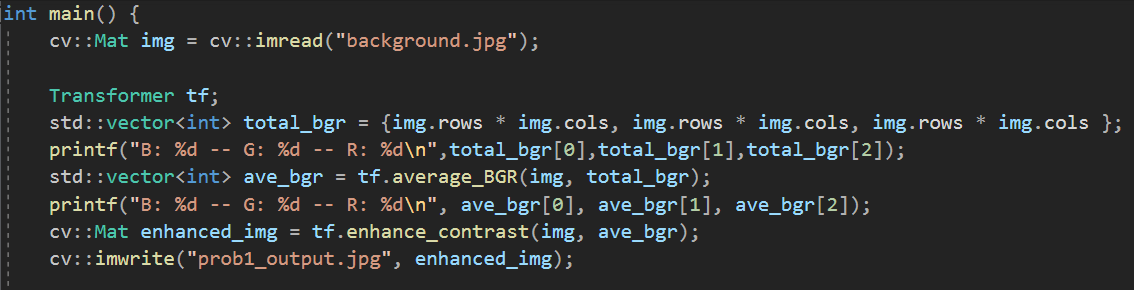 int main() {
    cv::Mat img = cv::imread("background.jpg");

    Transformer tf;
    std::vector<int> total_bgr = {img.rows * img.cols, img.rows * img.cols, img.rows * img.cols };
    printf("B: %d -- G: %d -- R: %d\n",total_bgr[0],total_bgr[1],total_bgr[2]);
    std::vector<int> ave_bgr = tf.average_BGR(img, total_bgr);
    printf("B: %d -- G: %d -- R: %d\n", ave_bgr[0], ave_bgr[1], ave_bgr[2]);
    cv::Mat enhanced_img = tf.enhance_contrast(img, ave_bgr);
    cv::imwrite("prob1_output.jpg", enhanced_img);